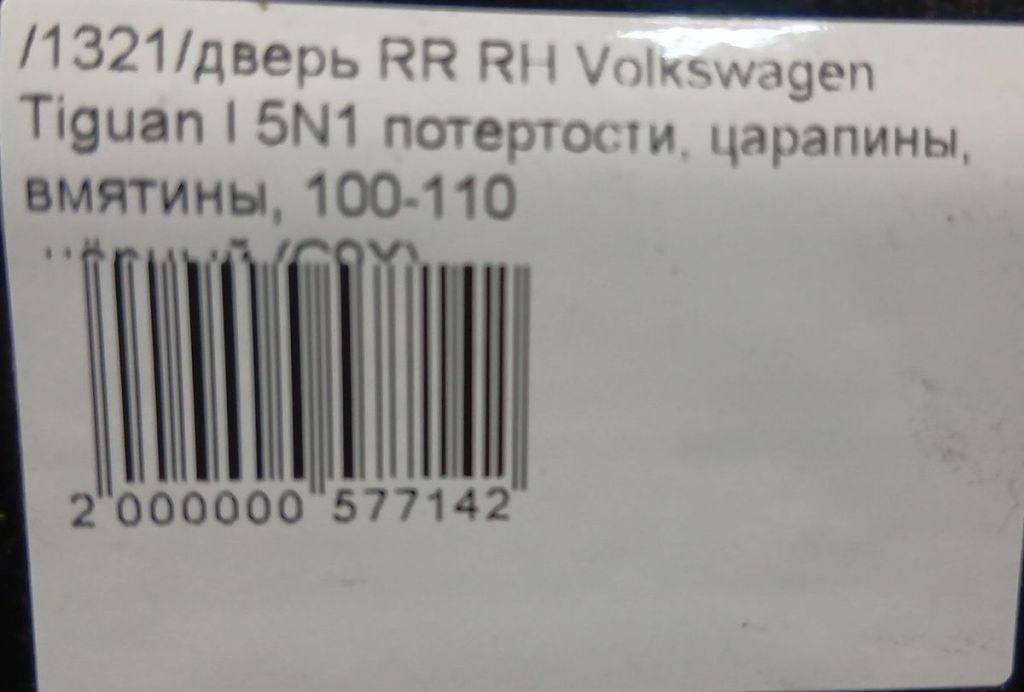 /1321/дверь RR RH Volkswagen
Tiguan I 5N1 потертости, царапины,
вмятины, 100-110
2 000000 577142